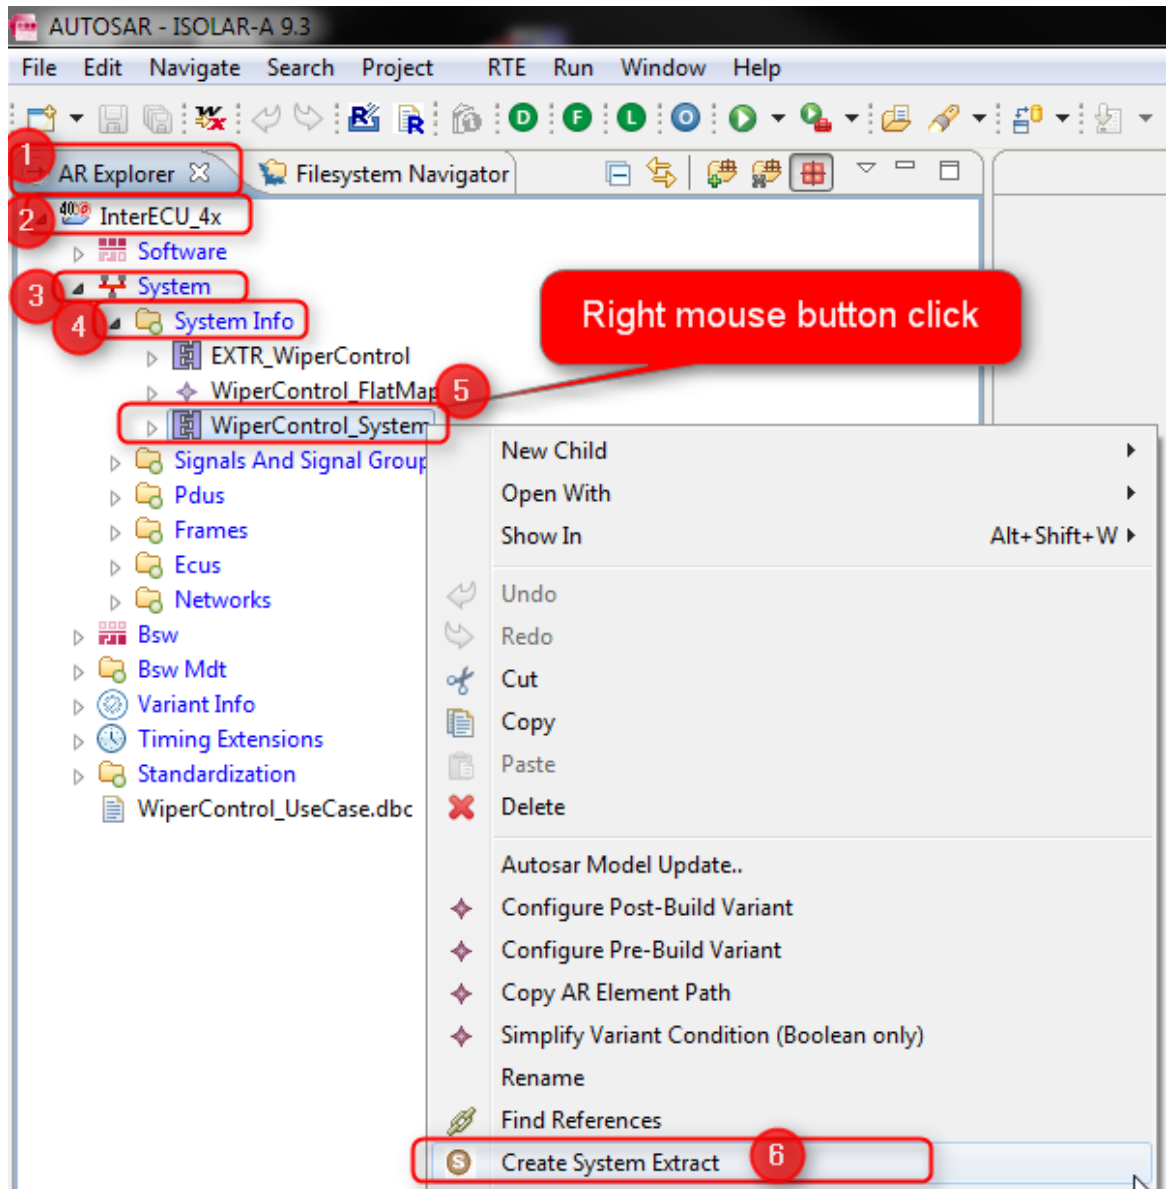 AUTOSAR - ISOLAR-A 9.3
File Edit Navigate Search Project RTE Run Window Help
1
AR Explorer Filesystem Navigator
2 InterECU_4x
Software
3 System
4 System Info
Right mouse button click
EXTR_WiperControl
WiperControl_FlatMap
5
WiperControl_System
Signals And Signal Group
Pdus
Frames
Ecus
Networks
Bsw
Bsw Mdt
Variant Info
Timing Extensions
Standardization
WiperControl_UseCase.dbc
New Child
Open With
Show In Alt+Shift+W
Undo
Redo
Cut
Copy
Paste
Delete
Autosar Model Update..
Configure Post-Build Variant
Configure Pre-Build Variant
Copy AR Element Path
Simplify Variant Condition (Boolean only)
Rename
Find References
Create System Extract 6